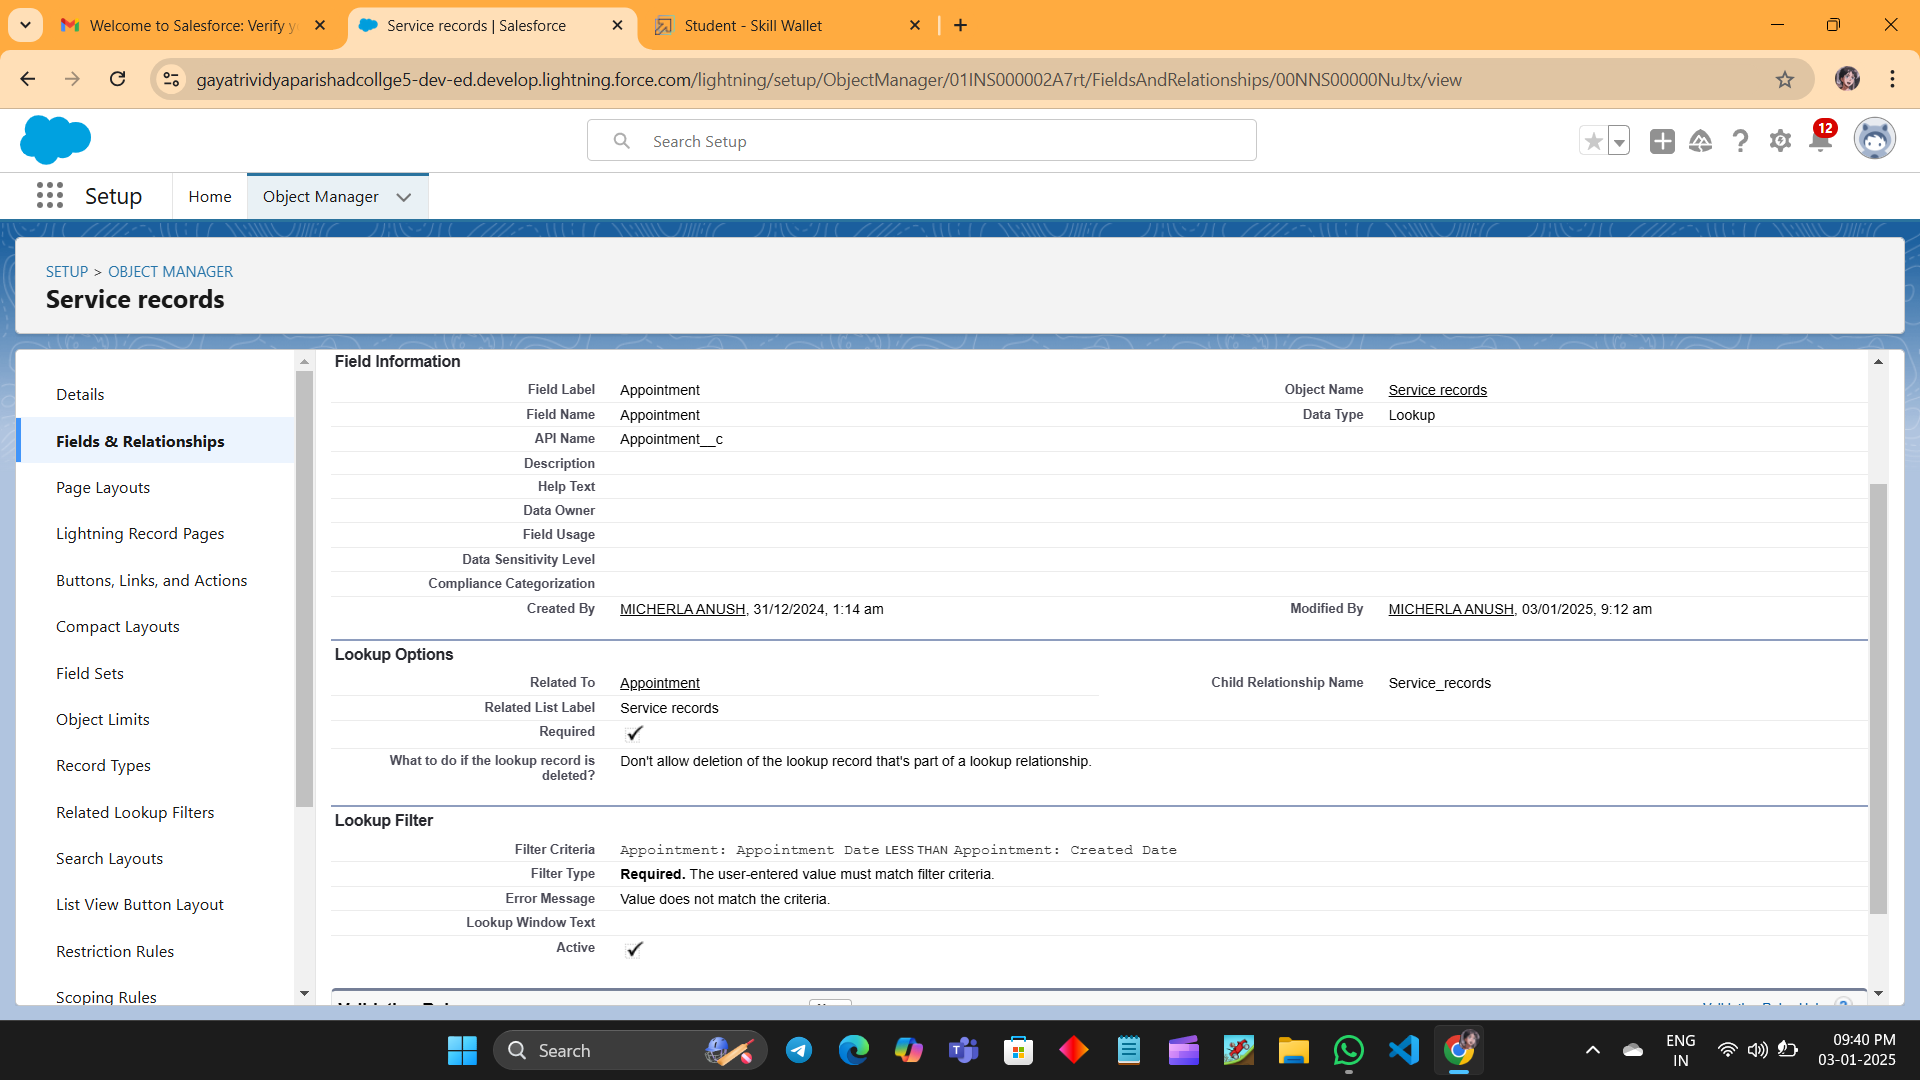 Welcome to Salesforce: Verify y
Service records | Salesforce
Student - Skill Wallet
gayatrividyaparishadcollge5-dev-ed.develop.lightning.force.com/lightning/setup/ObjectManager/01INS000002A7rt/FieldsAndRelationships/00NNS00000NuJtx/view
Search Setup
12
Setup
Home
Object Manager
SETUP > OBJECT MANAGER
Service records
Details
Fields & Relationships
Page Layouts
Lightning Record Pages
Buttons, Links, and Actions
Compact Layouts
Field Sets
Object Limits
Record Types
Related Lookup Filters
Search Layouts
List View Button Layout
Restriction Rules
Scoping Rules
Field Information
Field Label Appointment Object Name Service records
Field Name Appointment Data Type Lookup
API Name Appointment__c
Description
Help Text
Data Owner
Field Usage
Data Sensitivity Level
Compliance Categorization
Created By MICHERLA ANUSH, 31/12/2024, 1:14 am Modified By MICHERLA ANUSH, 03/01/2025, 9:12 am
Lookup Options
Related To Appointment Child Relationship Name Service_records
Related List Label Service records
Required
What to do if the lookup record is deleted? Don't allow deletion of the lookup record that's part of a lookup relationship.
Lookup Filter
Filter Criteria Appointment: Appointment Date LESS THAN Appointment: Created Date
Filter Type Required. The user-entered value must match filter criteria.
Error Message Value does not match the criteria.
Lookup Window Text
Active
Search
ENG
IN
09:40 PM
03-01-2025